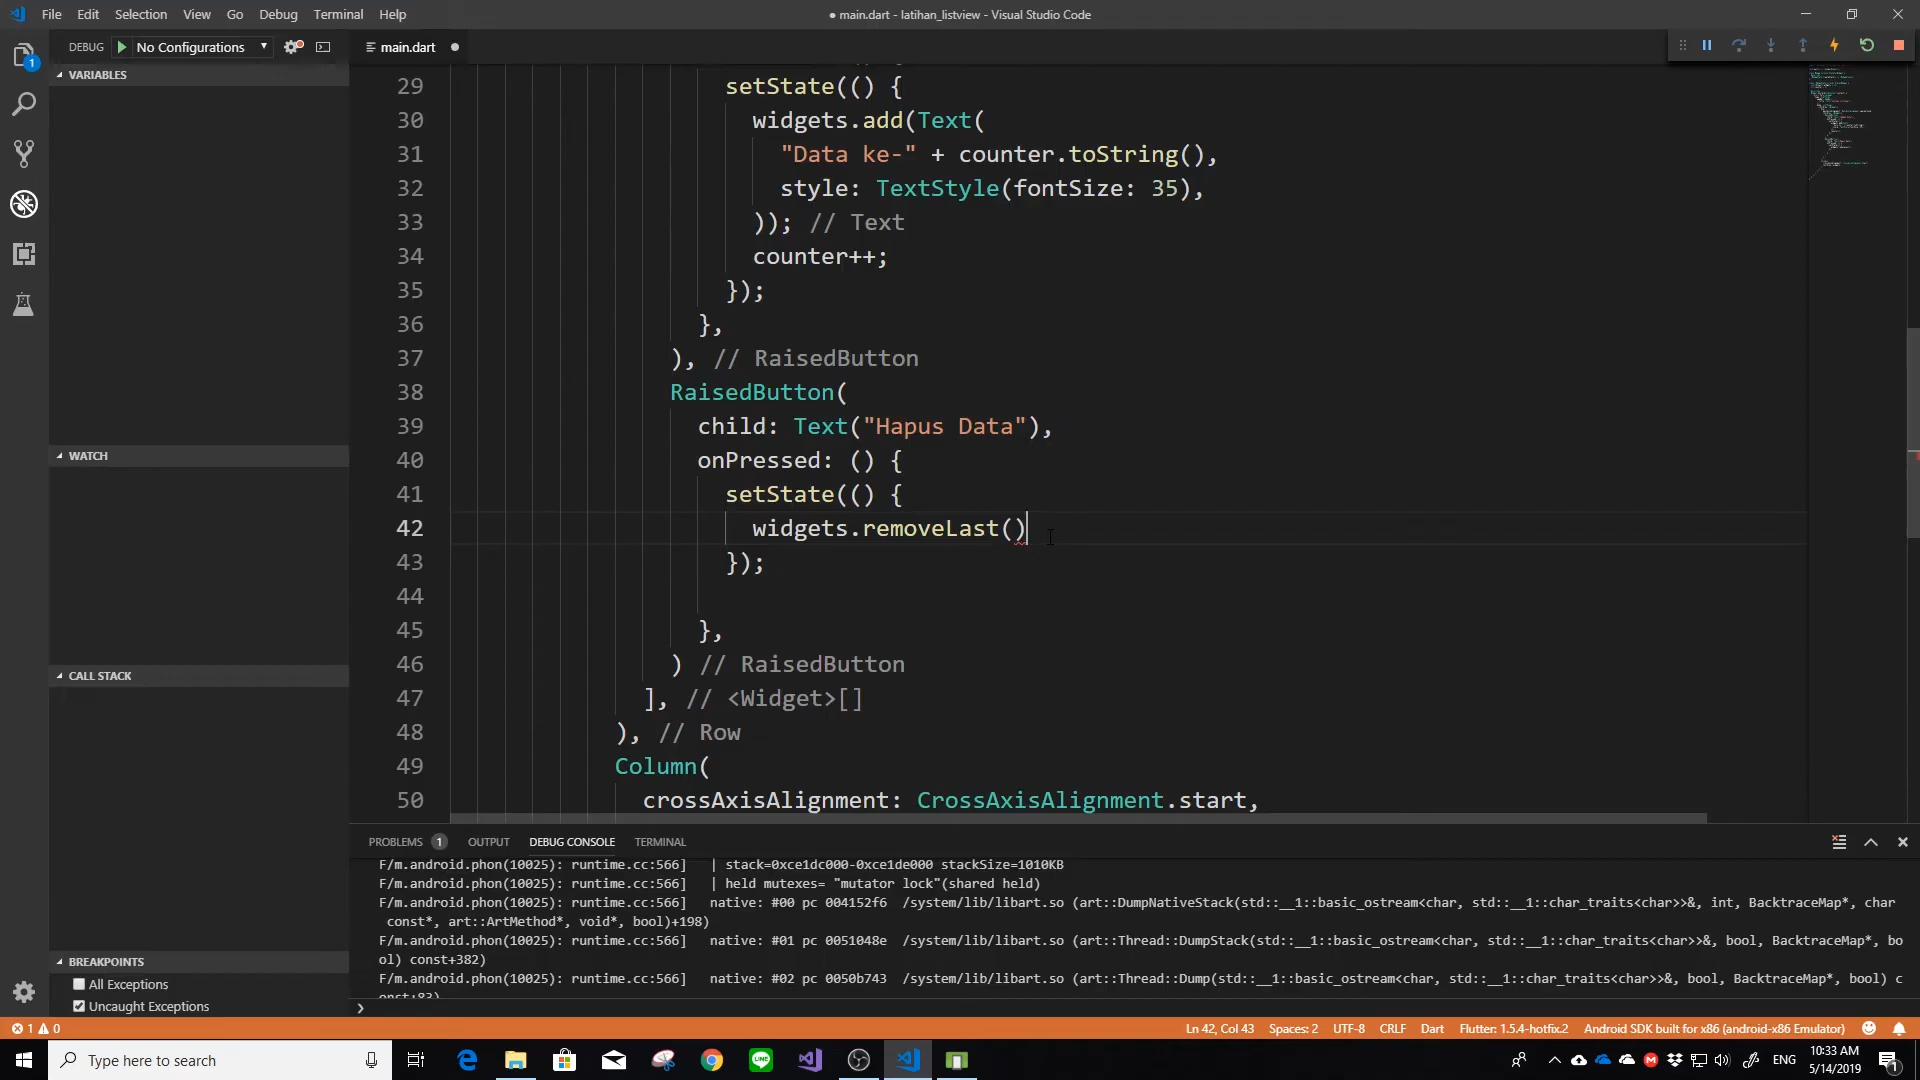 File Edit Selection View Go Debug Terminal Help
● main.dart - latihan_listview - Visual Studio Code
DEBUG No Configurations
main.dart
1
VARIABLES
WATCH
CALL STACK
BREAKPOINTS
All Exceptions
Uncaught Exceptions
29 setState(() {
30 widgets.add(Text(
31 "Data ke-" + counter.toString(),
32 style: TextStyle(fontSize: 35),
33 )); // Text
34 counter++;
35 });
36 },
37 ), // RaisedButton
38 RaisedButton(
39 child: Text("Hapus Data"),
40 onPressed: () {
41 setState(() {
42 widgets.removeLast()
43 });
44
45 },
46 ) // RaisedButton
47 ], // <Widget>[]
48 ), // Row
49 Column(
50 crossAxisAlignment: CrossAxisAlignment.start,
PROBLEMS 1 OUTPUT DEBUG CONSOLE TERMINAL
F/m.android.phon(10025): runtime.cc:566] | stack=0xce1dc000-0xce1de000 stackSize=1010KB
F/m.android.phon(10025): runtime.cc:566] | held mutexes= "mutator lock"(shared held)
F/m.android.phon(10025): runtime.cc:566] native: #00 pc 004152f6 /system/lib/libart.so (art::DumpNativeStack(std::__1::basic_ostream<char, std::__1::char_traits<char>>&, int, BacktraceMap*, char
const*, art::ArtMethod*, void*, bool)+198)
F/m.android.phon(10025): runtime.cc:566] native: #01 pc 0051048e /system/lib/libart.so (art::Thread::DumpStack(std::__1::basic_ostream<char, std::__1::char_traits<char>>&, bool, BacktraceMap*, bo
ol) const+382)
F/m.android.phon(10025): runtime.cc:566] native: #02 pc 0050b743 /system/lib/libart.so (art::Thread::Dump(std::__1::basic_ostream<char, std::__1::char_traits<char>>&, bool, BacktraceMap*, bool) c
onst+83)
1 0
Ln 42, Col 43 Spaces: 2 UTF-8 CRLF Dart Flutter: 1.5.4-hotfix.2 Android SDK built for x86 (android-x86 Emulator)
Type here to search
LINE
ENG
10:33 AM
5/14/2019
1